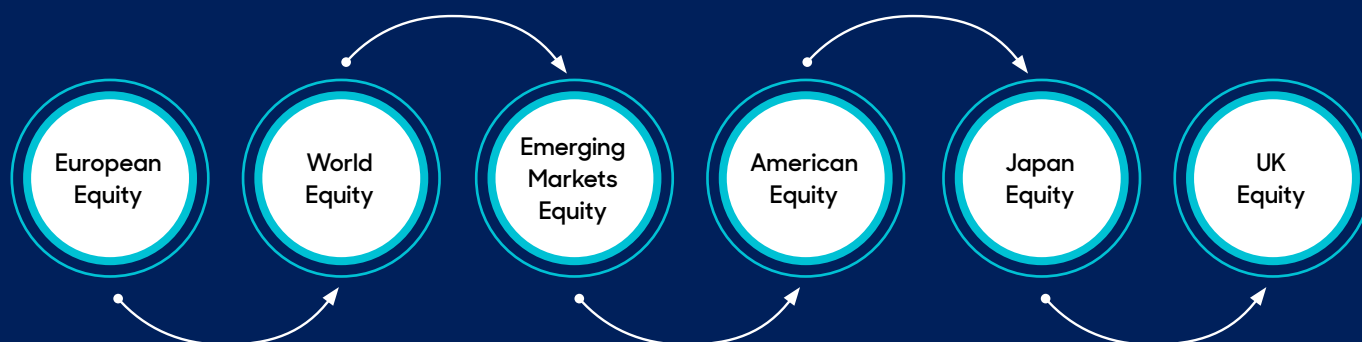 European
Equity
World
Equity
Emerging
Markets
Equity
American
Equity
Japan
Equity
UK
Equity